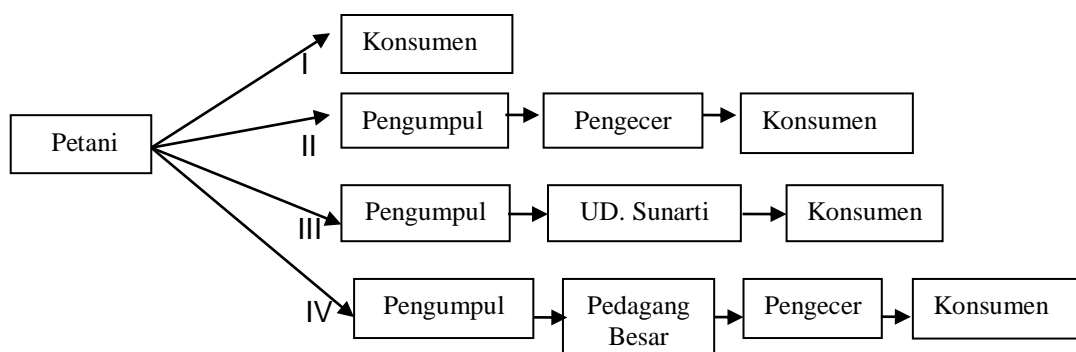 Konsumen
I
Pengumpul
Pengecer
Konsumen
II
Petani
Pengumpul
UD. Sunarti
Konsumen
III
Pengumpul
Pedagang
Besar
Pengecer
Konsumen
IV